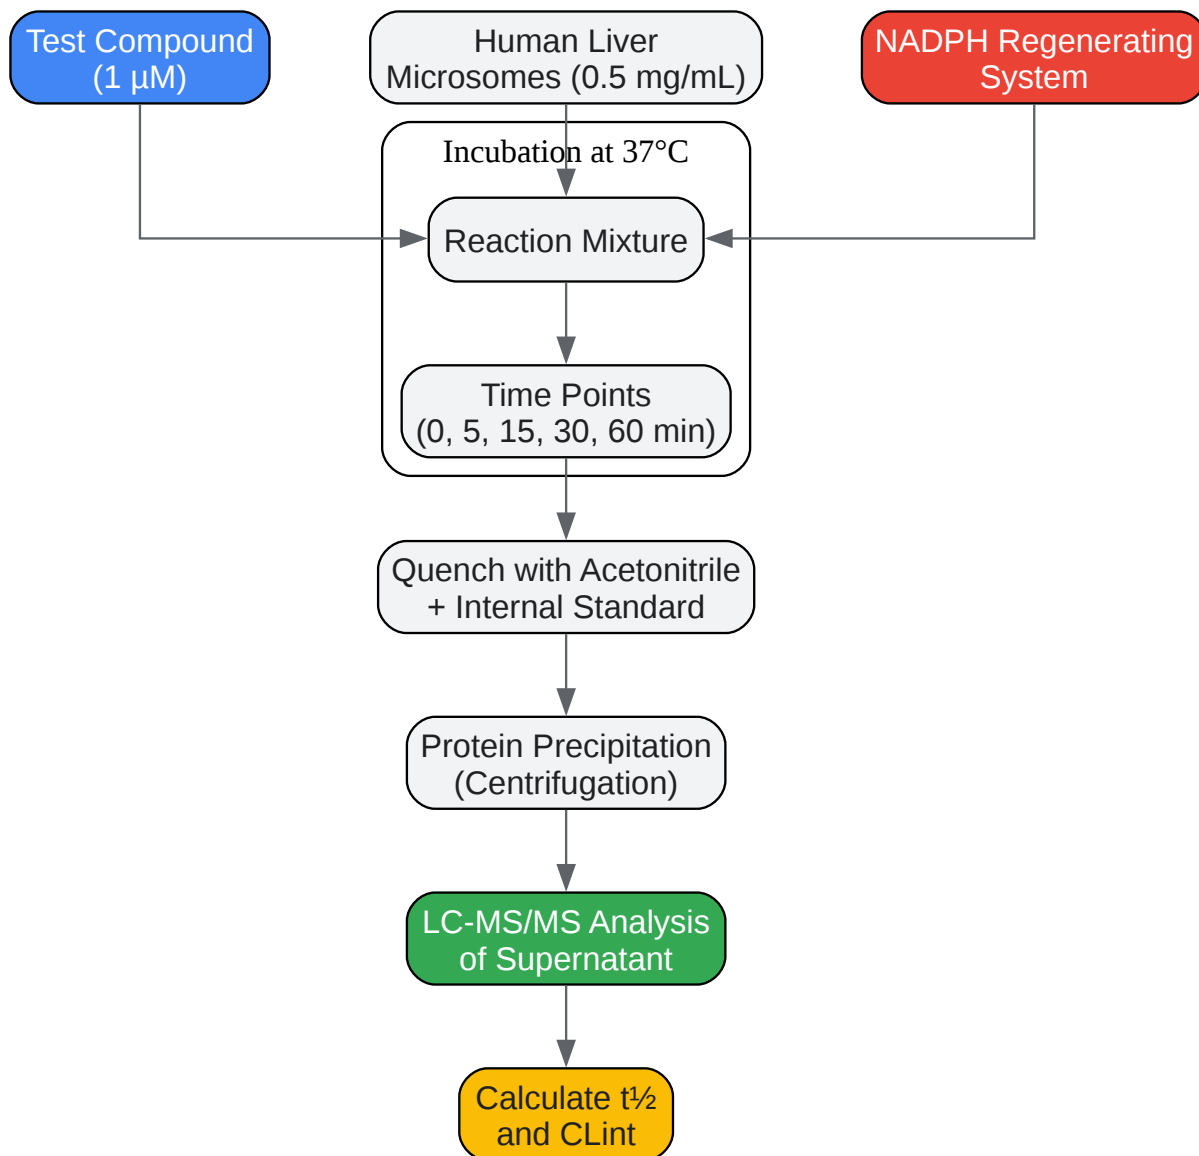 Test Compound
(1 µM)
Human Liver
Microsomes (0.5 mg/mL)
NADPH Regenerating
System
Incubation at 37°C
Reaction Mixture
Time Points
(0, 5, 15, 30, 60 min)
Quench with Acetonitrile
+ Internal Standard
Protein Precipitation
(Centrifugation)
LC-MS/MS Analysis
of Supernatant
Calculate t½
and CLint